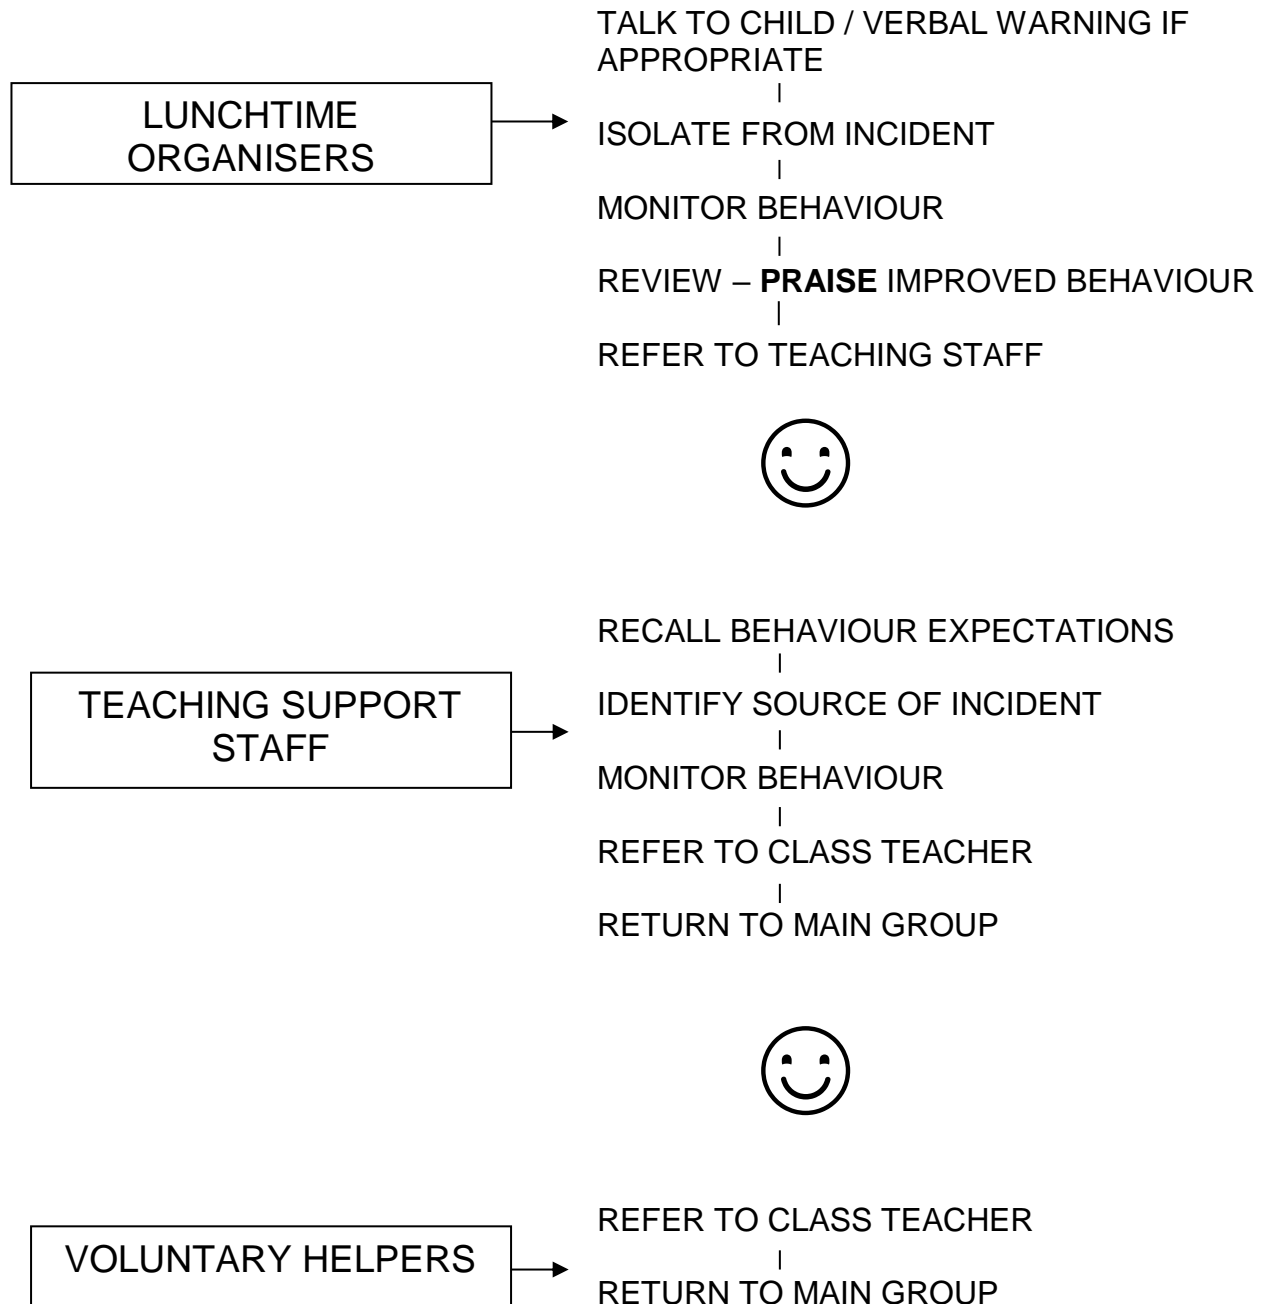 TALK TO CHILD / VERBAL WARNING IF
APPROPRIATE
LUNCHTIME
ORGANISERS
ISOLATE FROM INCIDENT
MONITOR BEHAVIOUR
REVIEW – PRAISE IMPROVED BEHAVIOUR
REFER TO TEACHING STAFF
RECALL BEHAVIOUR EXPECTATIONS
TEACHING SUPPORT
STAFF
IDENTIFY SOURCE OF INCIDENT
MONITOR BEHAVIOUR
REFER TO CLASS TEACHER
RETURN TO MAIN GROUP
REFER TO CLASS TEACHER
VOLUNTARY HELPERS
RETURN TO MAIN GROUP